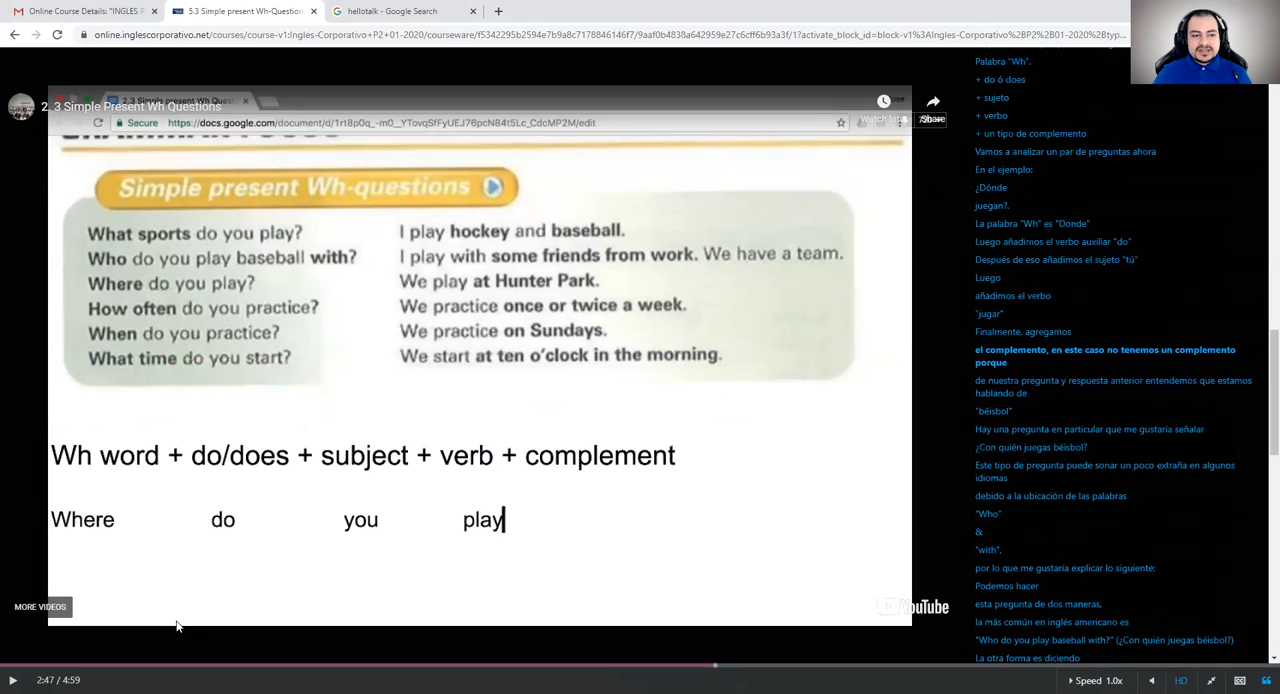 Online Course Details: "INGLES P
5.3 Simple present Wh-Question
hellotalk - Google Search
online.inglescorporativo.net/courses/course-v1:Ingles-Corporativo+P2+01-2020/courseware/f5342295b2594e7b9a8c7178846146f7/9aaf0b4838a642959e27c6cff6b93a3f/1?activate_block_id=block-v1%3AIngles-Corporativo%2BP2%2B01-2020%2Btyp...
2_ 3 Simple Present Wh Questions
Secure https://docs.google.com/document/d/1rt8p0q_-m0__YTovqSfFyUEJ76pcN84t5Lc_CdcMP2M/edit
Share
Simple present Wh-questions
What sports do you play? I play hockey and baseball.
Who do you play baseball with? I play with some friends from work. We have a team.
Where do you play? We play at Hunter Park.
How often do you practice? We practice once or twice a week.
When do you practice? We practice on Sundays.
What time do you start? We start at ten o'clock in the morning.
Wh word + do/does + subject + verb + complement
Where do you play
MORE VIDEOS
YouTube
2:47 / 4:59
Speed 1.0x
HD
Palabra "Wh",
+ do ó does
+ sujeto
+ verbo
+ un tipo de complemento
Vamos a analizar un par de preguntas ahora
En el ejemplo:
¿Dónde
juegan?,
La palabra "Wh" es "Donde"
Luego añadimos el verbo auxiliar "do"
Después de eso añadimos el sujeto "tú"
Luego
añadimos el verbo
"jugar"
Finalmente, agregamos
el complemento, en este caso no tenemos un complemento
porque
de nuestra pregunta y respuesta anterior entendemos que estamos
hablando de
"béisbol"
Hay una pregunta en particular que me gustaría señalar
¿Con quién juegas béisbol?
Este tipo de pregunta puede sonar un poco extraña en algunos
idiomas
debido a la ubicación de las palabras
"Who"
&
"with",
por lo que me gustaría explicar lo siguiente:
Podemos hacer
esta pregunta de dos maneras,
la más común en inglés americano es
"Who do you play baseball with?" (¿Con quién juegas béisbol?)
La otra forma es diciendo